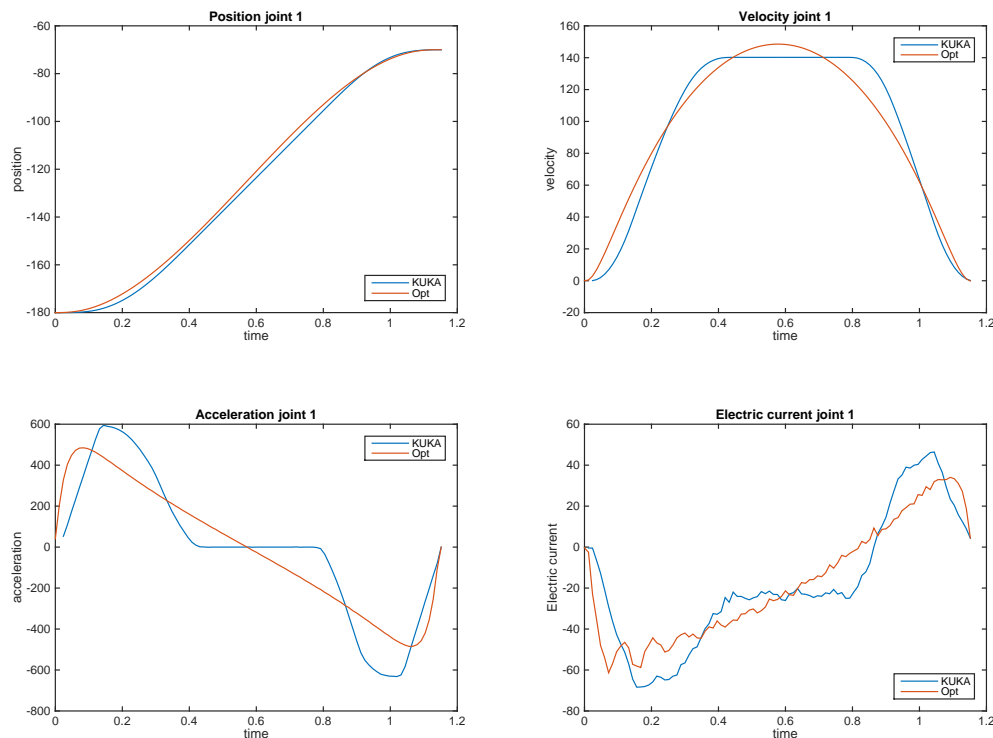 Position joint 1
-60
-80
-100
-120
-140
-160
-180
position
KUKA
Opt
0 0.2 0.4 0.6 0.8 1 1.2
time
Velocity joint 1
160
140
120
100
80
60
40
20
0
-20
velocity
KUKA
Opt
0 0.2 0.4 0.6 0.8 1 1.2
time
Acceleration joint 1
600
400
200
0
-200
-400
-600
-800
acceleration
KUKA
Opt
0 0.2 0.4 0.6 0.8 1 1.2
time
Electric current joint 1
60
40
20
0
-20
-40
-60
-80
Electric current
KUKA
Opt
0 0.2 0.4 0.6 0.8 1 1.2
time